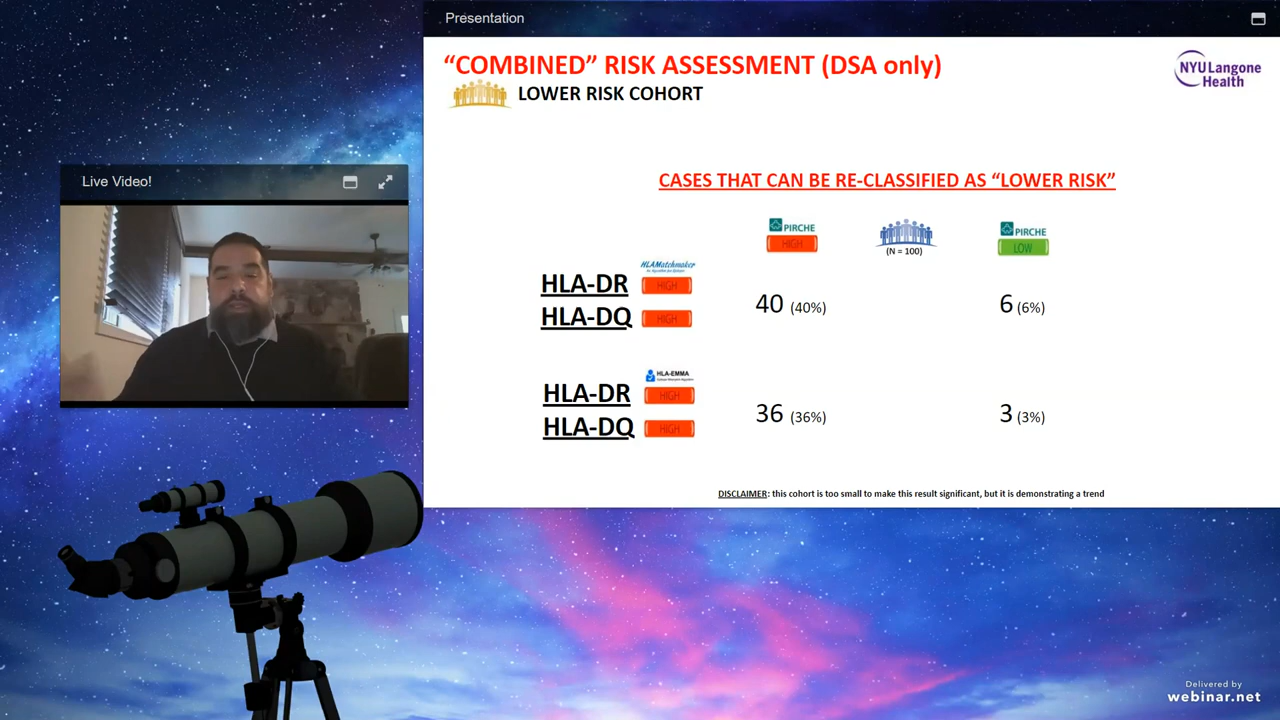 Presentation
"COMBINED" RISK ASSESSMENT (DSA only)
LOWER RISK COHORT
NYU Langone
Health
Live Video!
CASES THAT CAN BE RE-CLASSIFIED AS "LOWER RISK"
PIRCHE
HIGH
(N = 100)
PIRCHE
LOW
HLAMatchmaker
HLA-DR HIGH
HLA-DQ HIGH
40 (40%)
6 (6%)
HLA-EMMA
HLA-DR HIGH
HLA-DQ HIGH
36 (36%)
3 (3%)
DISCLAIMER: this cohort is too small to make this result significant, but it is demonstrating a trend
Delivered by
webinar.net